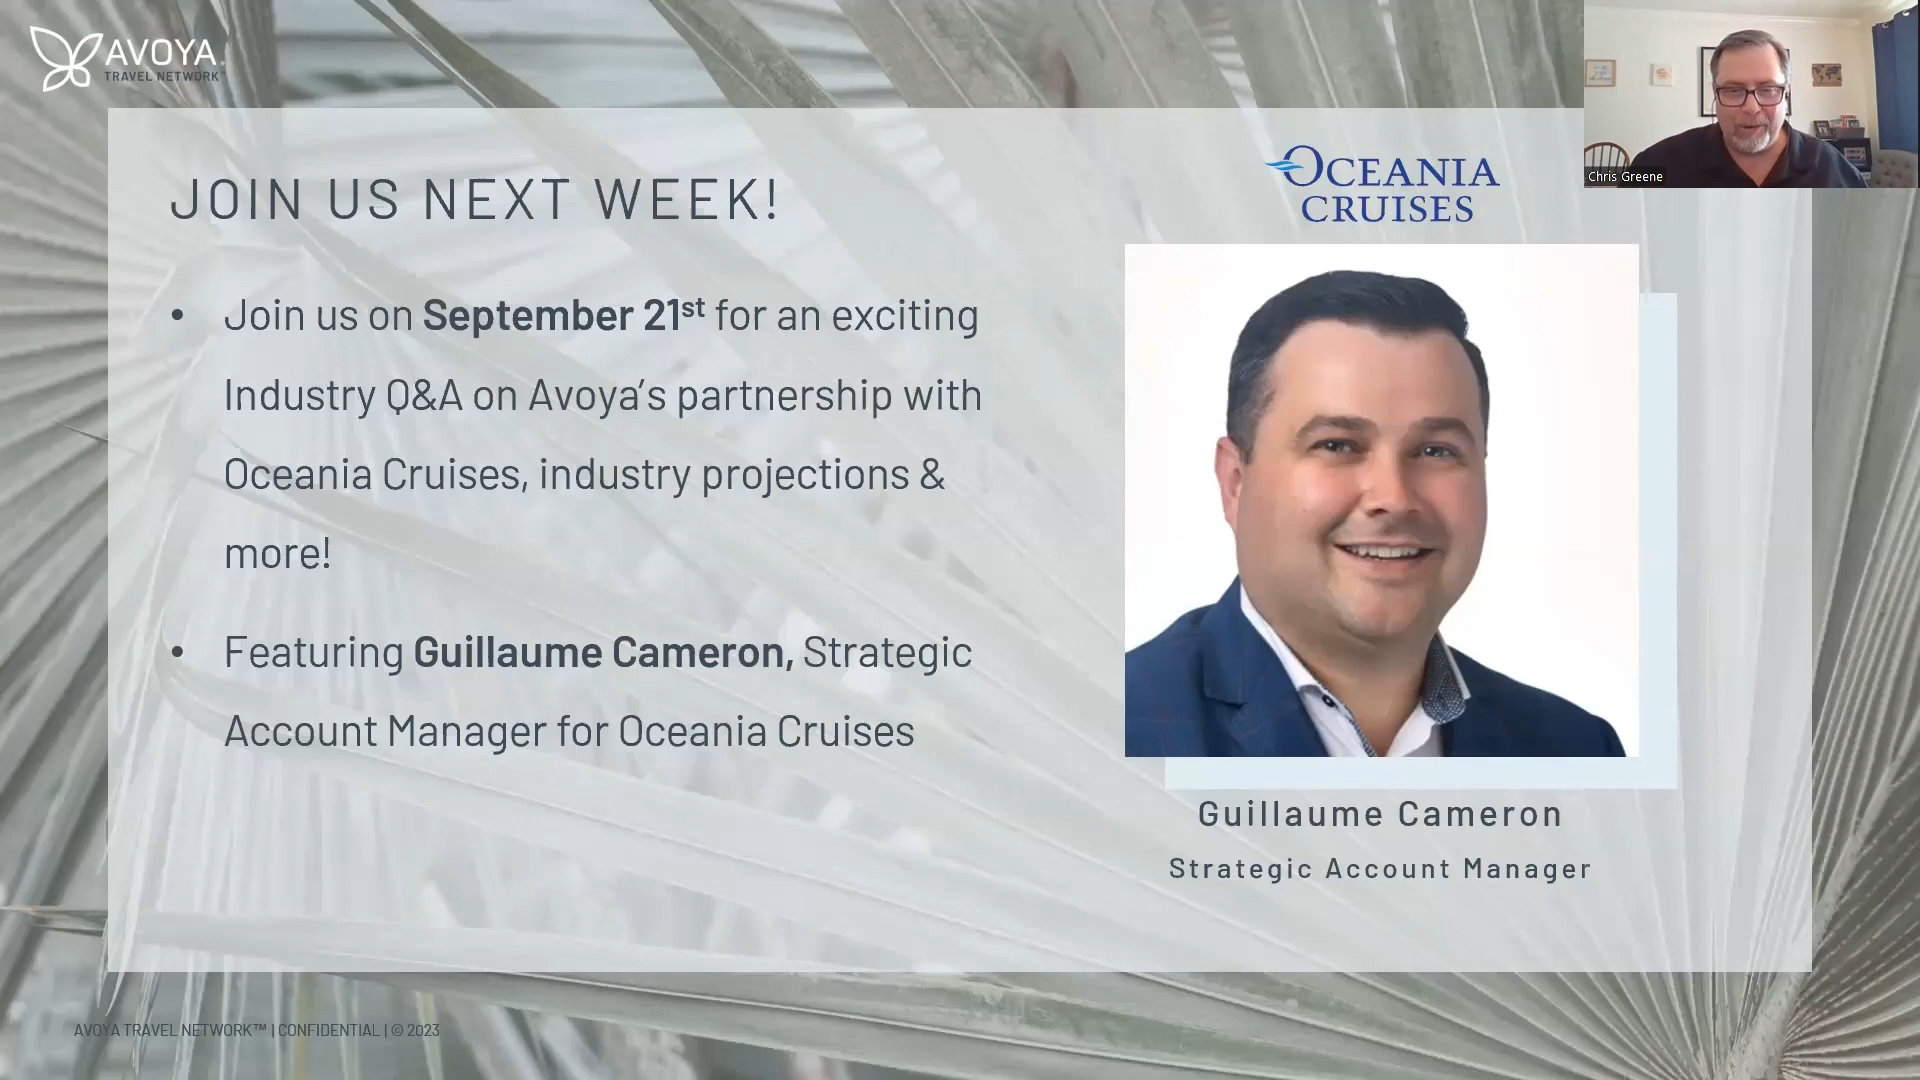 AVOYA
TRAVEL NETWORK™
Chris Greene
JOIN US NEXT WEEK!
OCEANIA
CRUISES
• Join us on September 21st for an exciting
Industry Q&A on Avoya’s partnership with
Oceania Cruises, industry projections &
more!
• Featuring Guillaume Cameron, Strategic
Account Manager for Oceania Cruises
Guillaume Cameron
Strategic Account Manager
AVOYA TRAVEL NETWORK™ | CONFIDENTIAL | © 2023